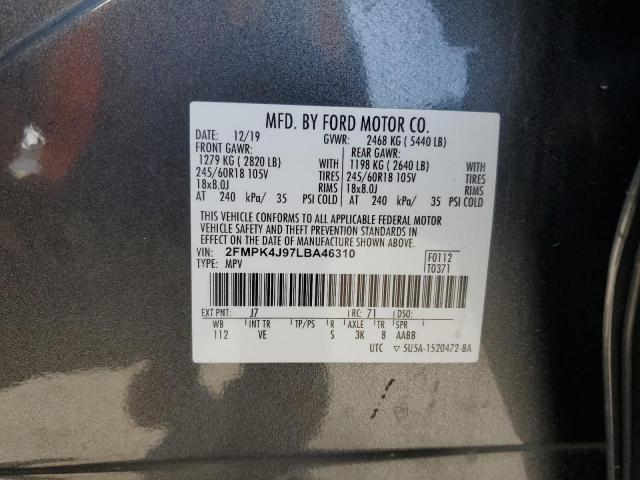 MFD. BY FORD MOTOR CO.
DATE: 12/19 GVWR: 2468 KG ( 5440 LB)
FRONT GAWR: REAR GAWR:
1279 KG ( 2820 LB) WITH 1198 KG ( 2640 LB) WITH
245/60R18 105V TIRES 245/60R18 105V TIRES
18x8.0J RIMS 18x8.0J RIMS
AT 240 kPa/ 35 PSI COLD AT 240 kPa/ 35 PSI COLD
THIS VEHICLE CONFORMS TO ALL APPLICABLE FEDERAL MOTOR
VEHICLE SAFETY AND THEFT PREVENTION STANDARDS IN
EFFECT ON THE DATE OF MANUFACTURE SHOWN ABOVE.
VIN: 2FMPK4J97LBA46310 F0112
TYPE: MPV T0371
EXT PNT: J7 RC: 71 DSO:
WB INT TR TP/PS R AXLE TR SPR
112 VE S 3K 8 AABB
UTC ▽ 5U5A-1520472-BA